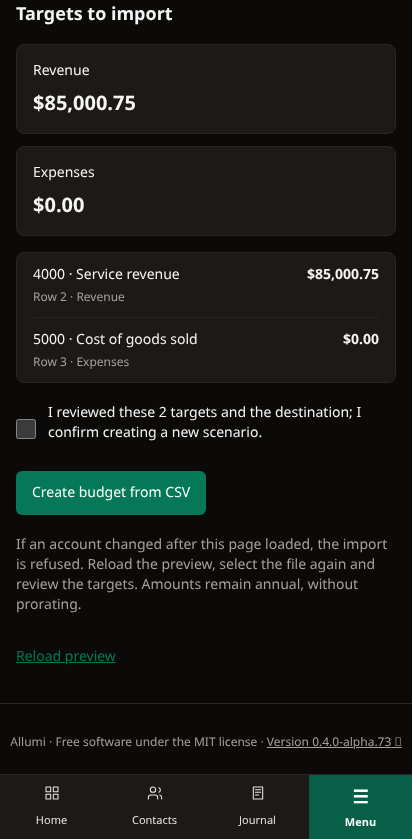 Targets to import
Revenue
$85,000.75
Expenses
$0.00
4000 · Service revenue $85,000.75
Row 2 · Revenue
5000 · Cost of goods sold $0.00
Row 3 · Expenses
I reviewed these 2 targets and the destination; I
confirm creating a new scenario.
Create budget from CSV
If an account changed after this page loaded, the import
is refused. Reload the preview, select the file again and
review the targets. Amounts remain annual, without
prorating.
Reload preview
Allumi · Free software under the MIT license · Version 0.4.0-alpha.73
Home Contacts Journal Menu